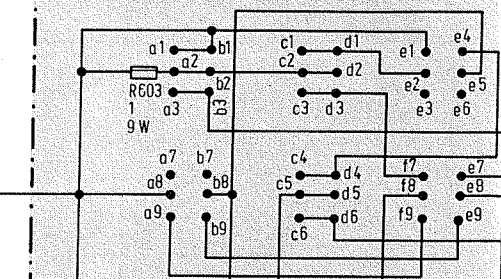 a1 b1 c1 d1 e1 e4
a2 b2 c2 d2 e2 e5
R603
1
9W
a3 b3 c3 d3 e3 e6
a7 b7 c4 d4 f7 e7
a8 b8 c5 d5 f8 e8
a9 b9 c6 d6 f9 e9